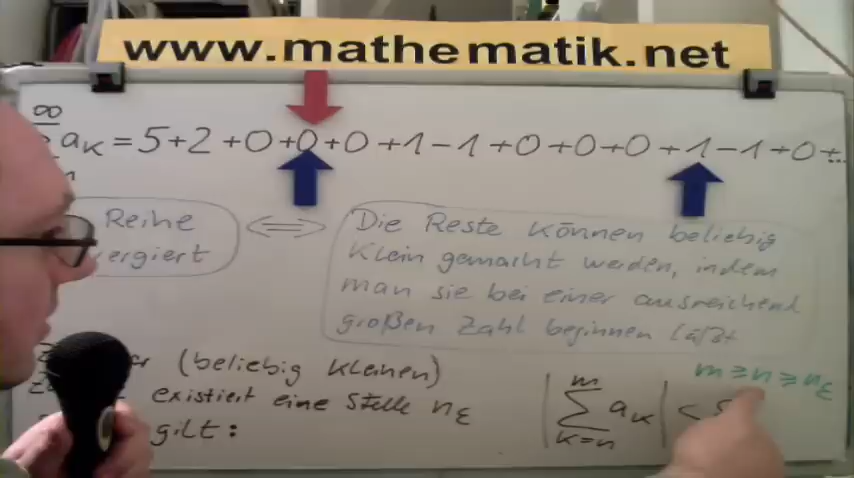 www.mathematik.net
∞
a_K = 5+2+0+0+0+1-1+0+0+0+1-1+0+...
Reihe
ergiert
⟺
Die Reste können beliebig
klein gemacht werden, indem
man sie bei einer ausreichend
großen Zahl beginnen läßt
(beliebig kleinen)
existiert eine Stelle n_ε
gilt:
m ≥ n ≥ n_ε
|∑_{k=n}^{m} a_K| <